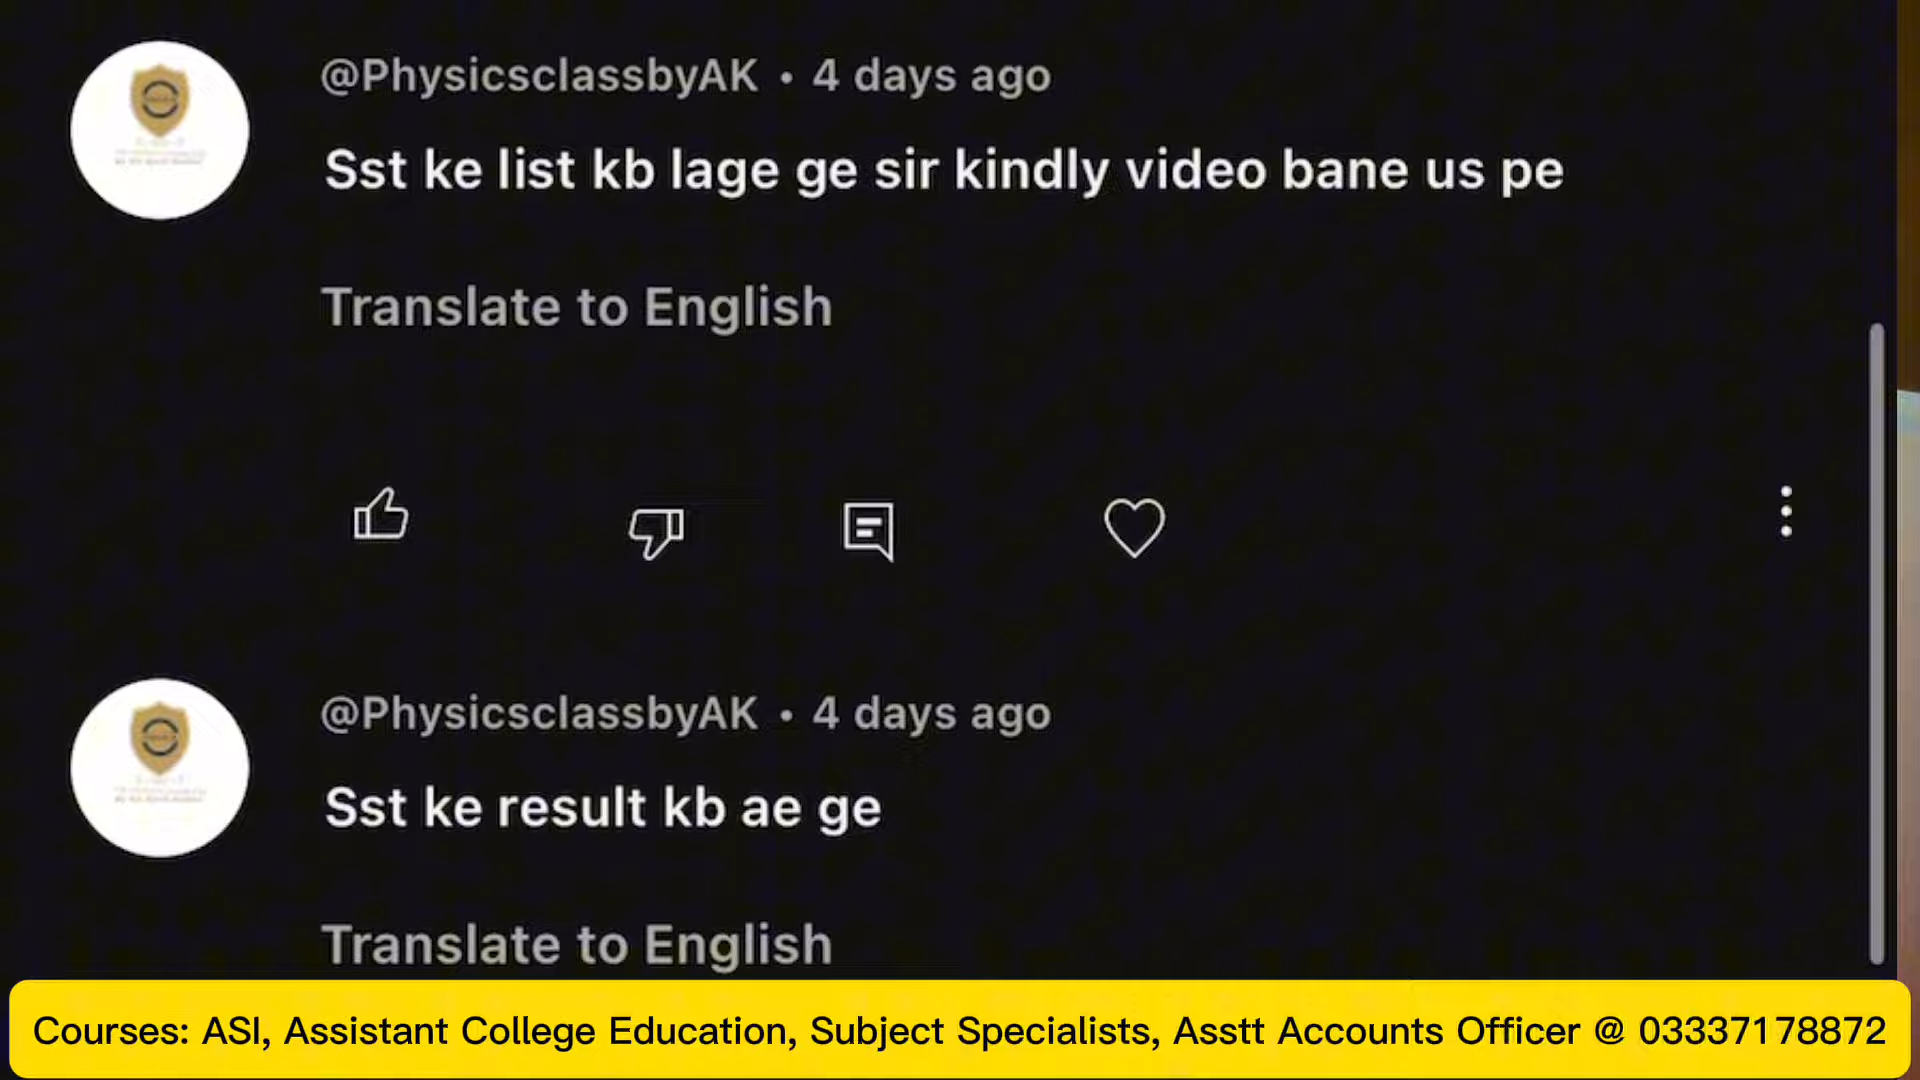 @PhysicsclassbyAK • 4 days ago
Sst ke list kb lage ge sir kindly video bane us pe
Translate to English
@PhysicsclassbyAK • 4 days ago
Sst ke result kb ae ge
Translate to English
Courses: ASI, Assistant College Education, Subject Specialists, Asstt Accounts Officer @ 03337178872